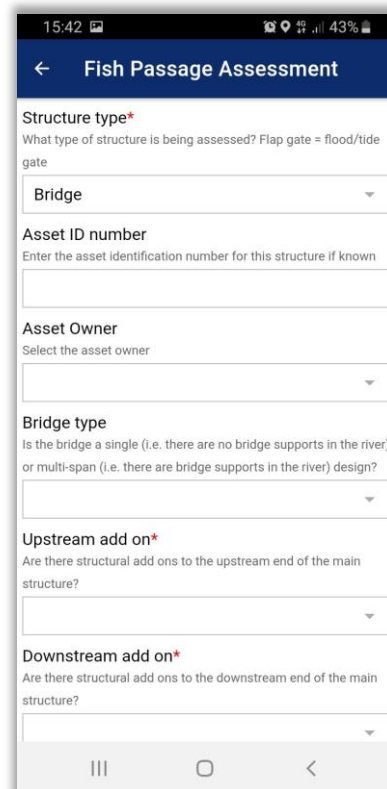 15:42 43%
Fish Passage Assessment
Structure type*
What type of structure is being assessed? Flap gate = flood/tide
gate
Bridge
Asset ID number
Enter the asset identification number for this structure if known
Asset Owner
Select the asset owner
Bridge type
Is the bridge a single (i.e. there are no bridge supports in the river)
or multi-span (i.e. there are bridge supports in the river) design?
Upstream add on*
Are there structural add ons to the upstream end of the main
structure?
Downstream add on*
Are there structural add ons to the downstream end of the main
structure?